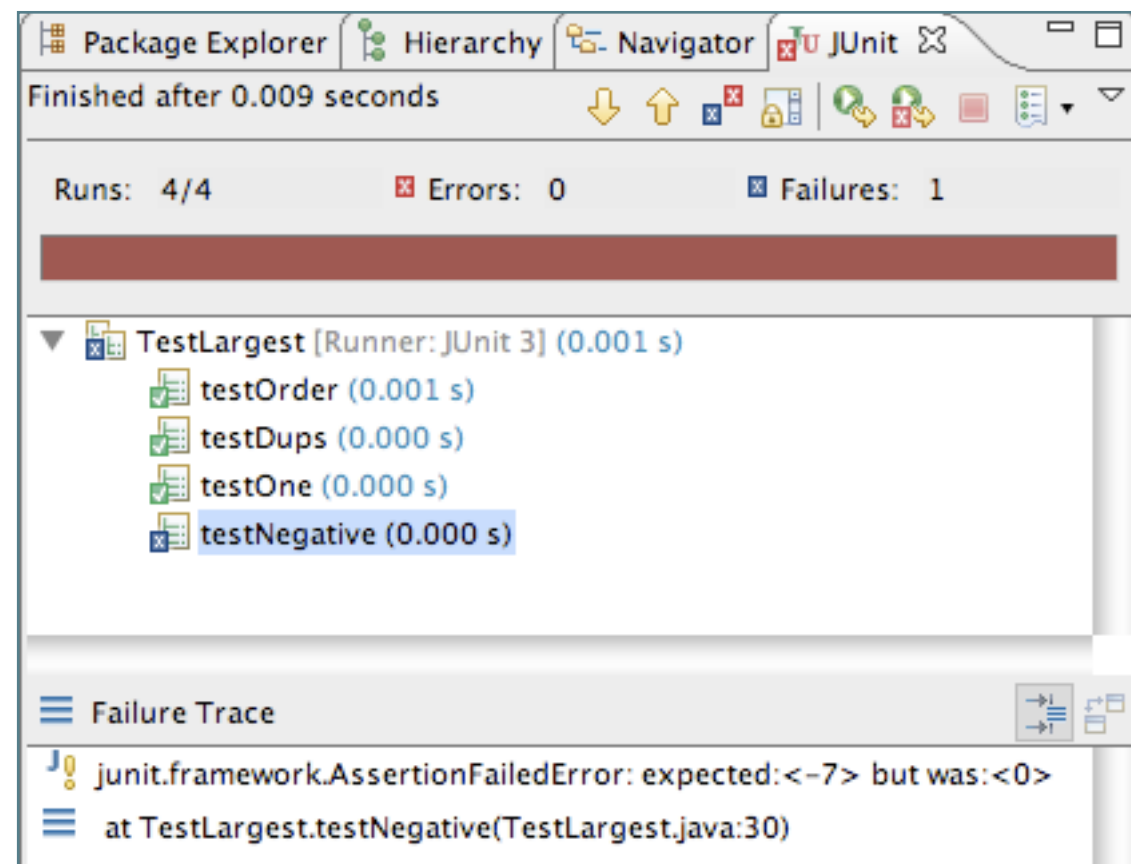 Package Explorer Hierarchy Navigator JUnit
Finished after 0.009 seconds
Runs: 4/4 Errors: 0 Failures: 1
TestLargest [Runner: JUnit 3] (0.001 s)
testOrder (0.001 s)
testDups (0.000 s)
testOne (0.000 s)
testNegative (0.000 s)
Failure Trace
junit.framework.AssertionFailedError: expected:<-7> but was:<0>
at TestLargest.testNegative(TestLargest.java:30)